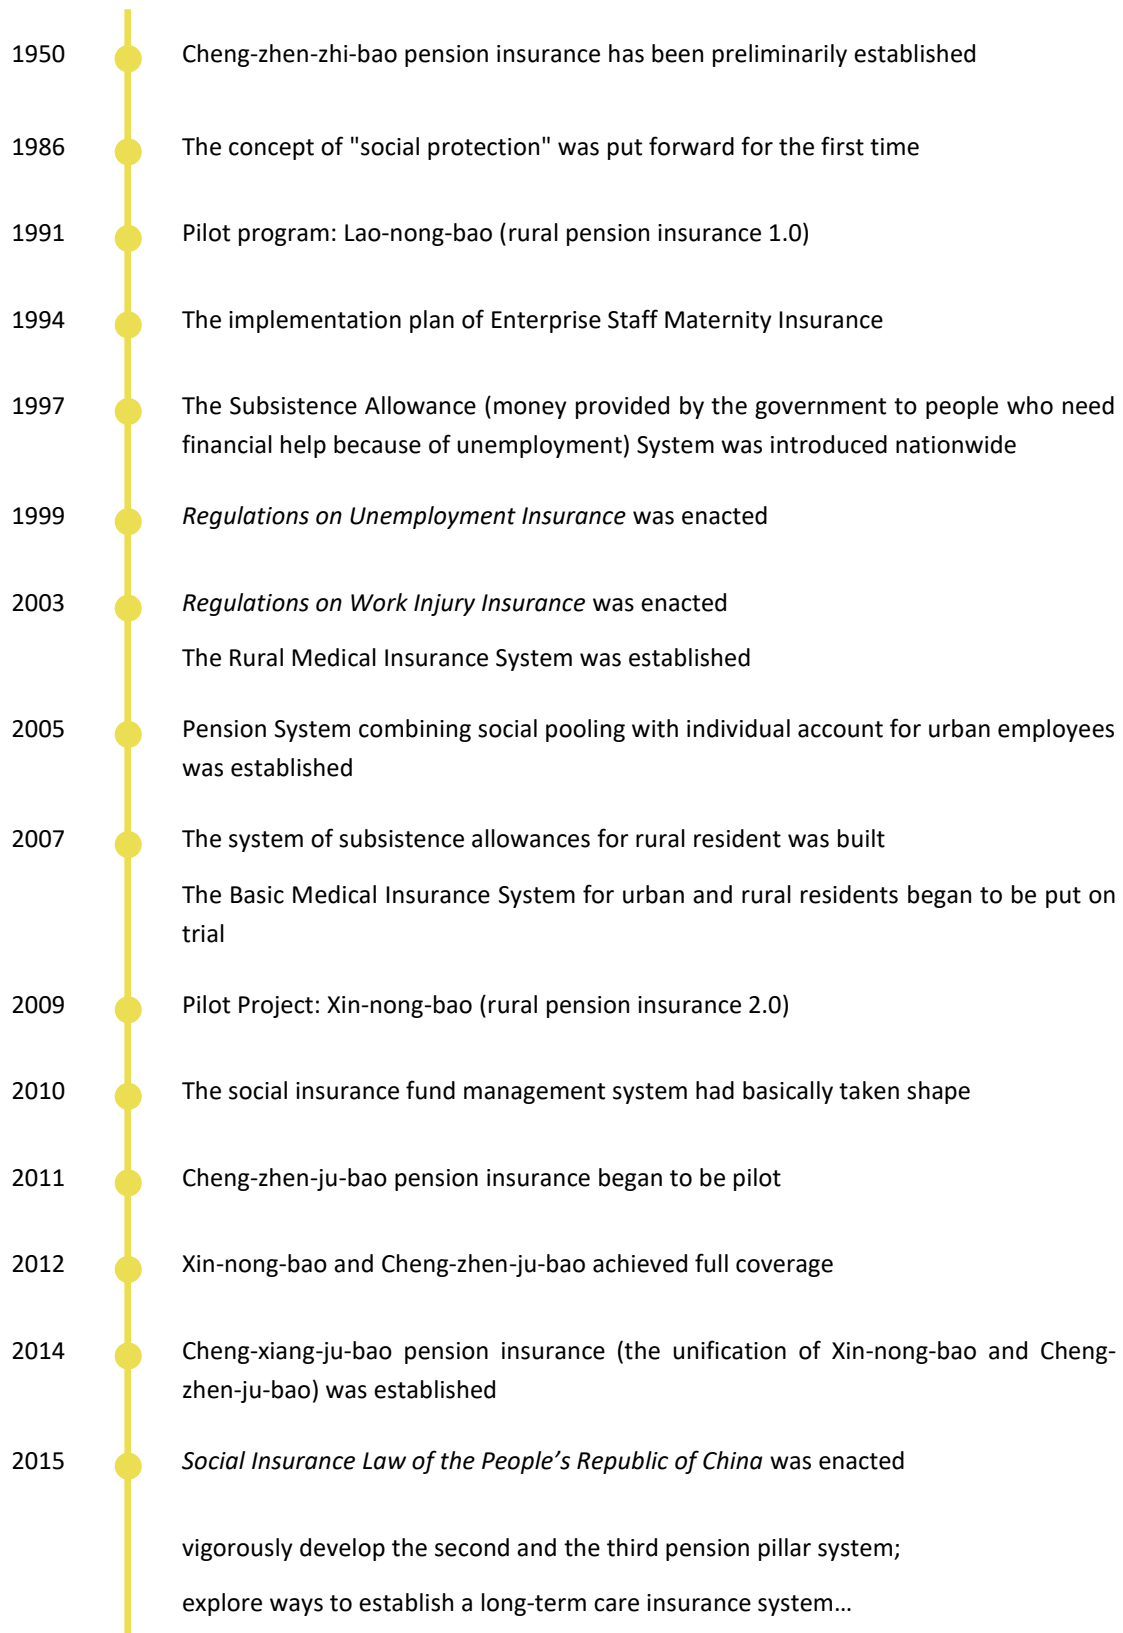 1950 Cheng-zhen-zhi-bao pension insurance has been preliminarily established
1986 The concept of "social protection" was put forward for the first time
1991 Pilot program: Lao-nong-bao (rural pension insurance 1.0)
1994 The implementation plan of Enterprise Staff Maternity Insurance
1997 The Subsistence Allowance (money provided by the government to people who need
financial help because of unemployment) System was introduced nationwide
1999 Regulations on Unemployment Insurance was enacted
2003 Regulations on Work Injury Insurance was enacted
The Rural Medical Insurance System was established
2005 Pension System combining social pooling with individual account for urban employees
was established
2007 The system of subsistence allowances for rural resident was built
The Basic Medical Insurance System for urban and rural residents began to be put on
trial
2009 Pilot Project: Xin-nong-bao (rural pension insurance 2.0)
2010 The social insurance fund management system had basically taken shape
2011 Cheng-zhen-ju-bao pension insurance began to be pilot
2012 Xin-nong-bao and Cheng-zhen-ju-bao achieved full coverage
2014 Cheng-xiang-ju-bao pension insurance (the unification of Xin-nong-bao and Cheng-
zhen-ju-bao) was established
2015 Social Insurance Law of the People’s Republic of China was enacted
vigorously develop the second and the third pension pillar system;
explore ways to establish a long-term care insurance system…